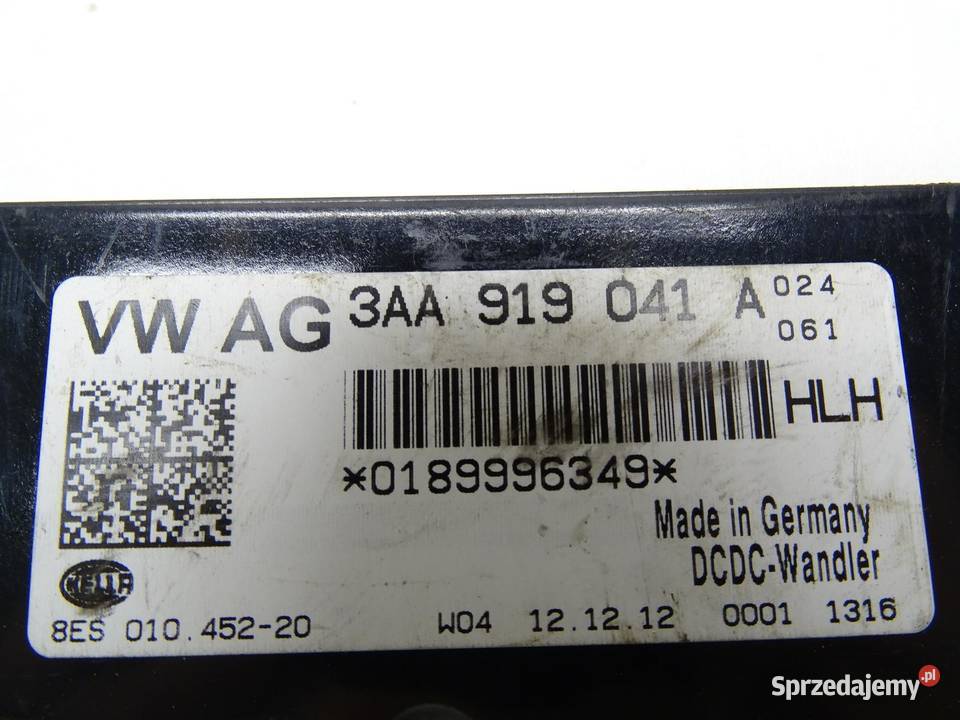 VW AG 3AA 919 041 A 024
061
HLH
*0189996349*
Made in Germany
DCDC-Wandler
HELLA
8ES 010.452-20 W04 12.12.12 0001 1316
Sprzedajemy.pl